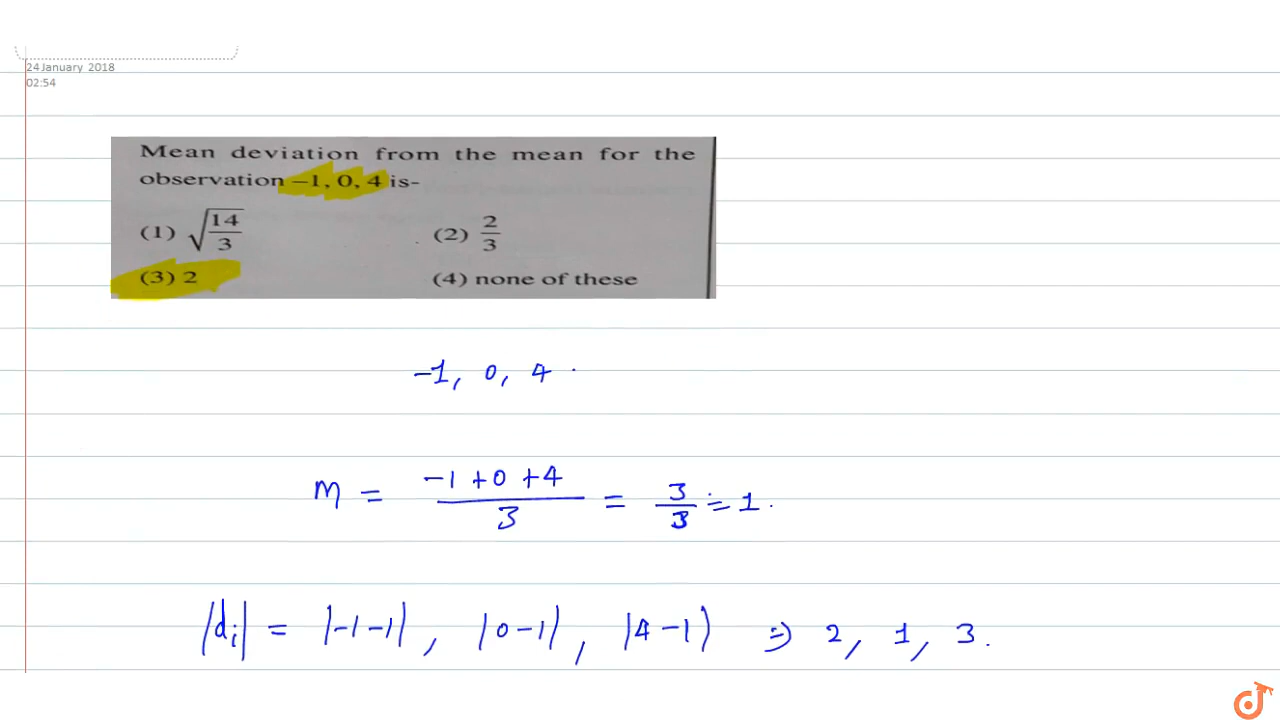 24 January 2018
02:54
Mean deviation from the mean for the
observation –1, 0, 4 is-
(1) √(14/3) (2) 2/3
(3) 2 (4) none of these
-1, 0, 4 .
m = (-1 + 0 + 4)/3 = 3/3 = 1.
|di| = |-1-1|, |0-1|, |4-1) => 2, 1, 3.